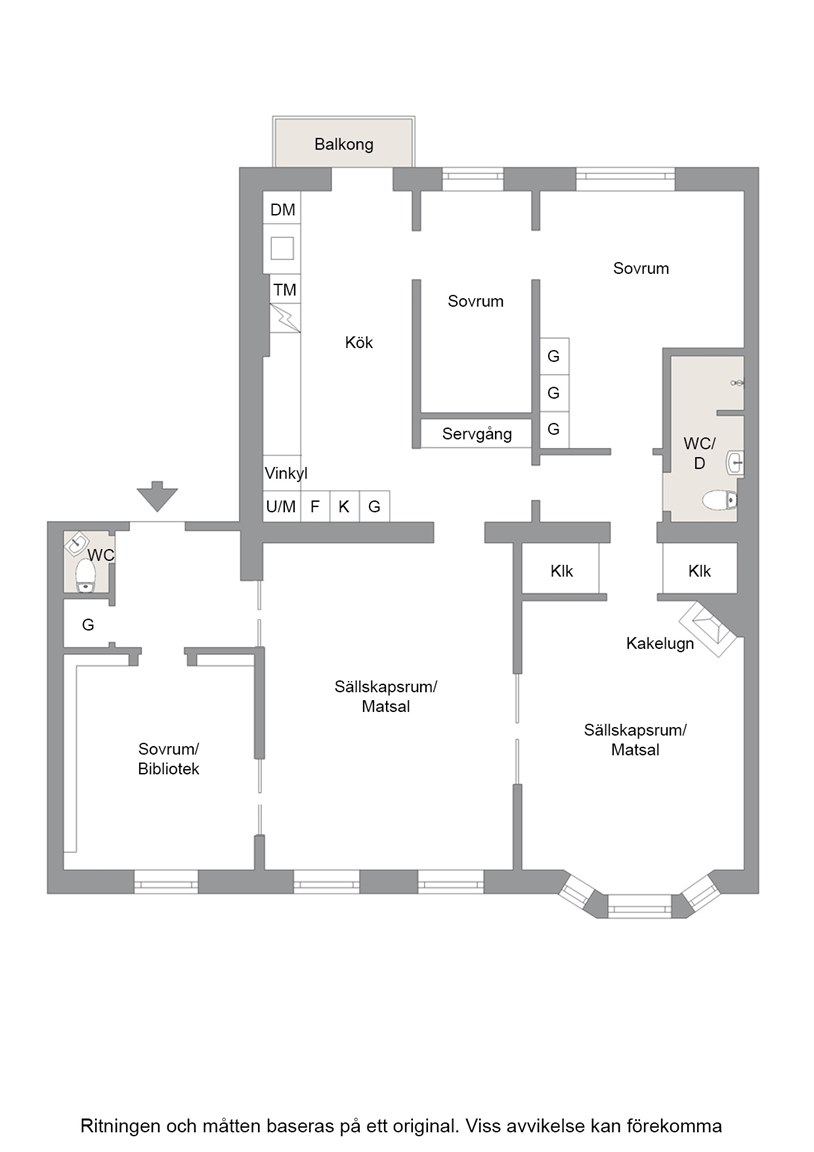 Balkong
DM
TM
Kök
Sovrum
Sovrum
G
G
G
Servgång
WC/
D
Vinkyl
U/M
F
K
G
WC
G
Klk
Klk
Kakelugn
Sällskapsrum/
Matsal
Sällskapsrum/
Matsal
Sovrum/
Bibliotek
Ritningen och måtten baseras på ett original. Viss avvikelse kan förekomma